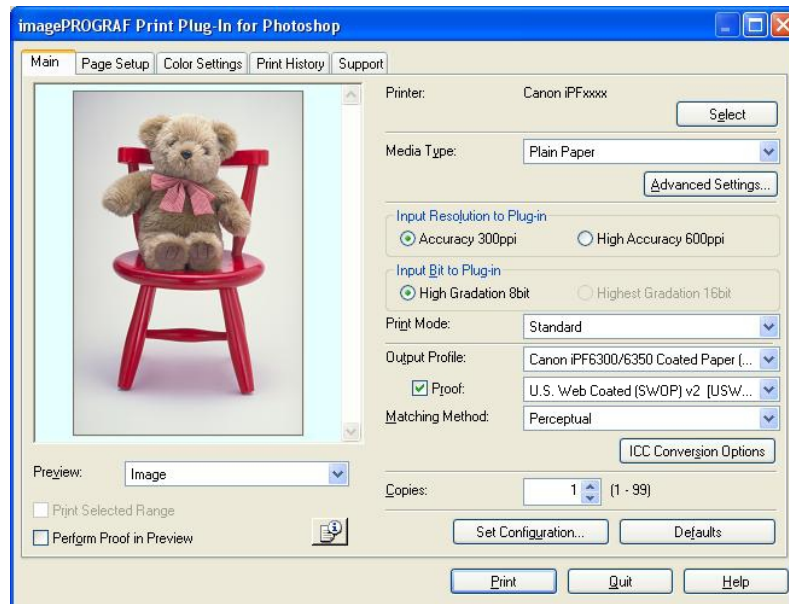 imagePROGRAF Print Plug-In for Photoshop
Main Page Setup Color Settings Print History Support
Printer: Canon iPFxxxx
Select
Media Type: Plain Paper
Advanced Settings...
Input Resolution to Plug-in
Accuracy 300ppi High Accuracy 600ppi
Input Bit to Plug-in
High Gradation 8bit Highest Gradation 16bit
Print Mode: Standard
Output Profile: Canon iPF6300/6350 Coated Paper (...
Proof: U.S. Web Coated (SWOP) v2 [USW...
Matching Method: Perceptual
ICC Conversion Options
Preview: Image
Copies: 1 (1 - 99)
Print Selected Range
Perform Proof in Preview
Set Configuration... Defaults
Print Quit Help